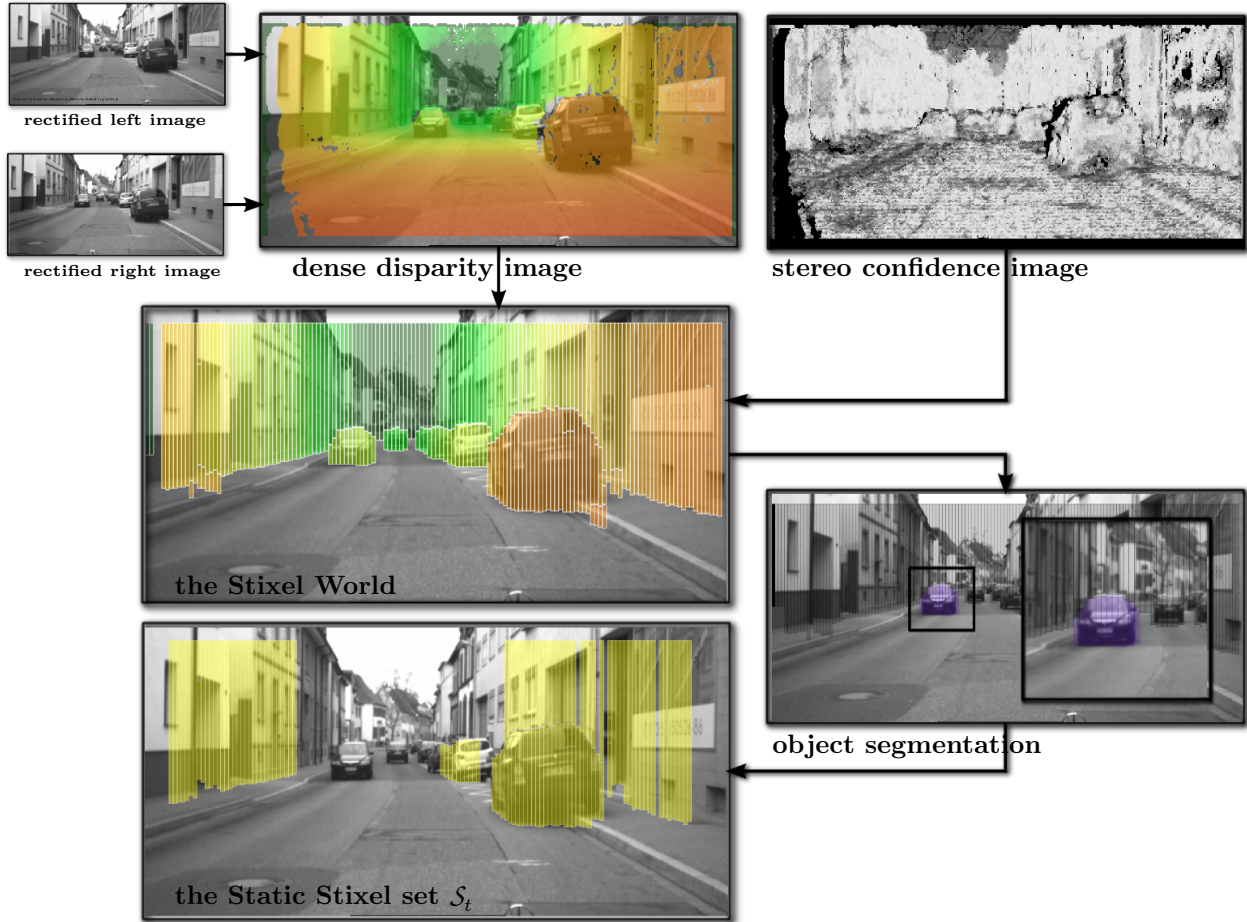 rectified left image
rectified right image
dense disparity image
stereo confidence image
the Stixel World
object segmentation
the Static Stixel set 𝒮ₜ